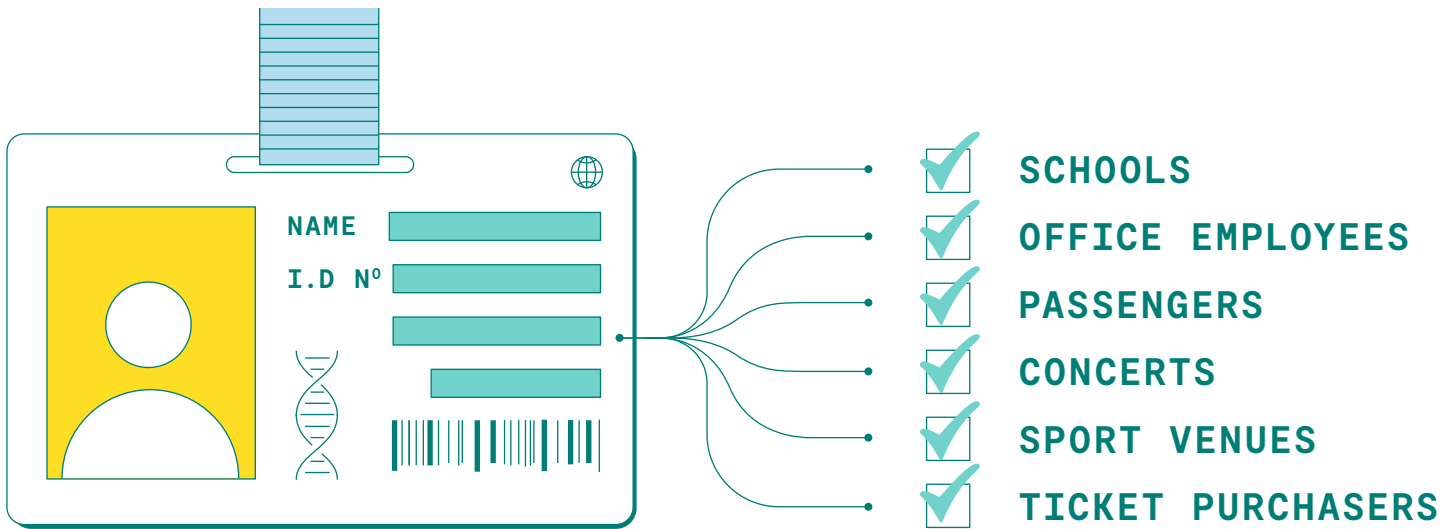 NAME
I.D Nº
SCHOOLS
OFFICE EMPLOYEES
PASSENGERS
CONCERTS
SPORT VENUES
TICKET PURCHASERS